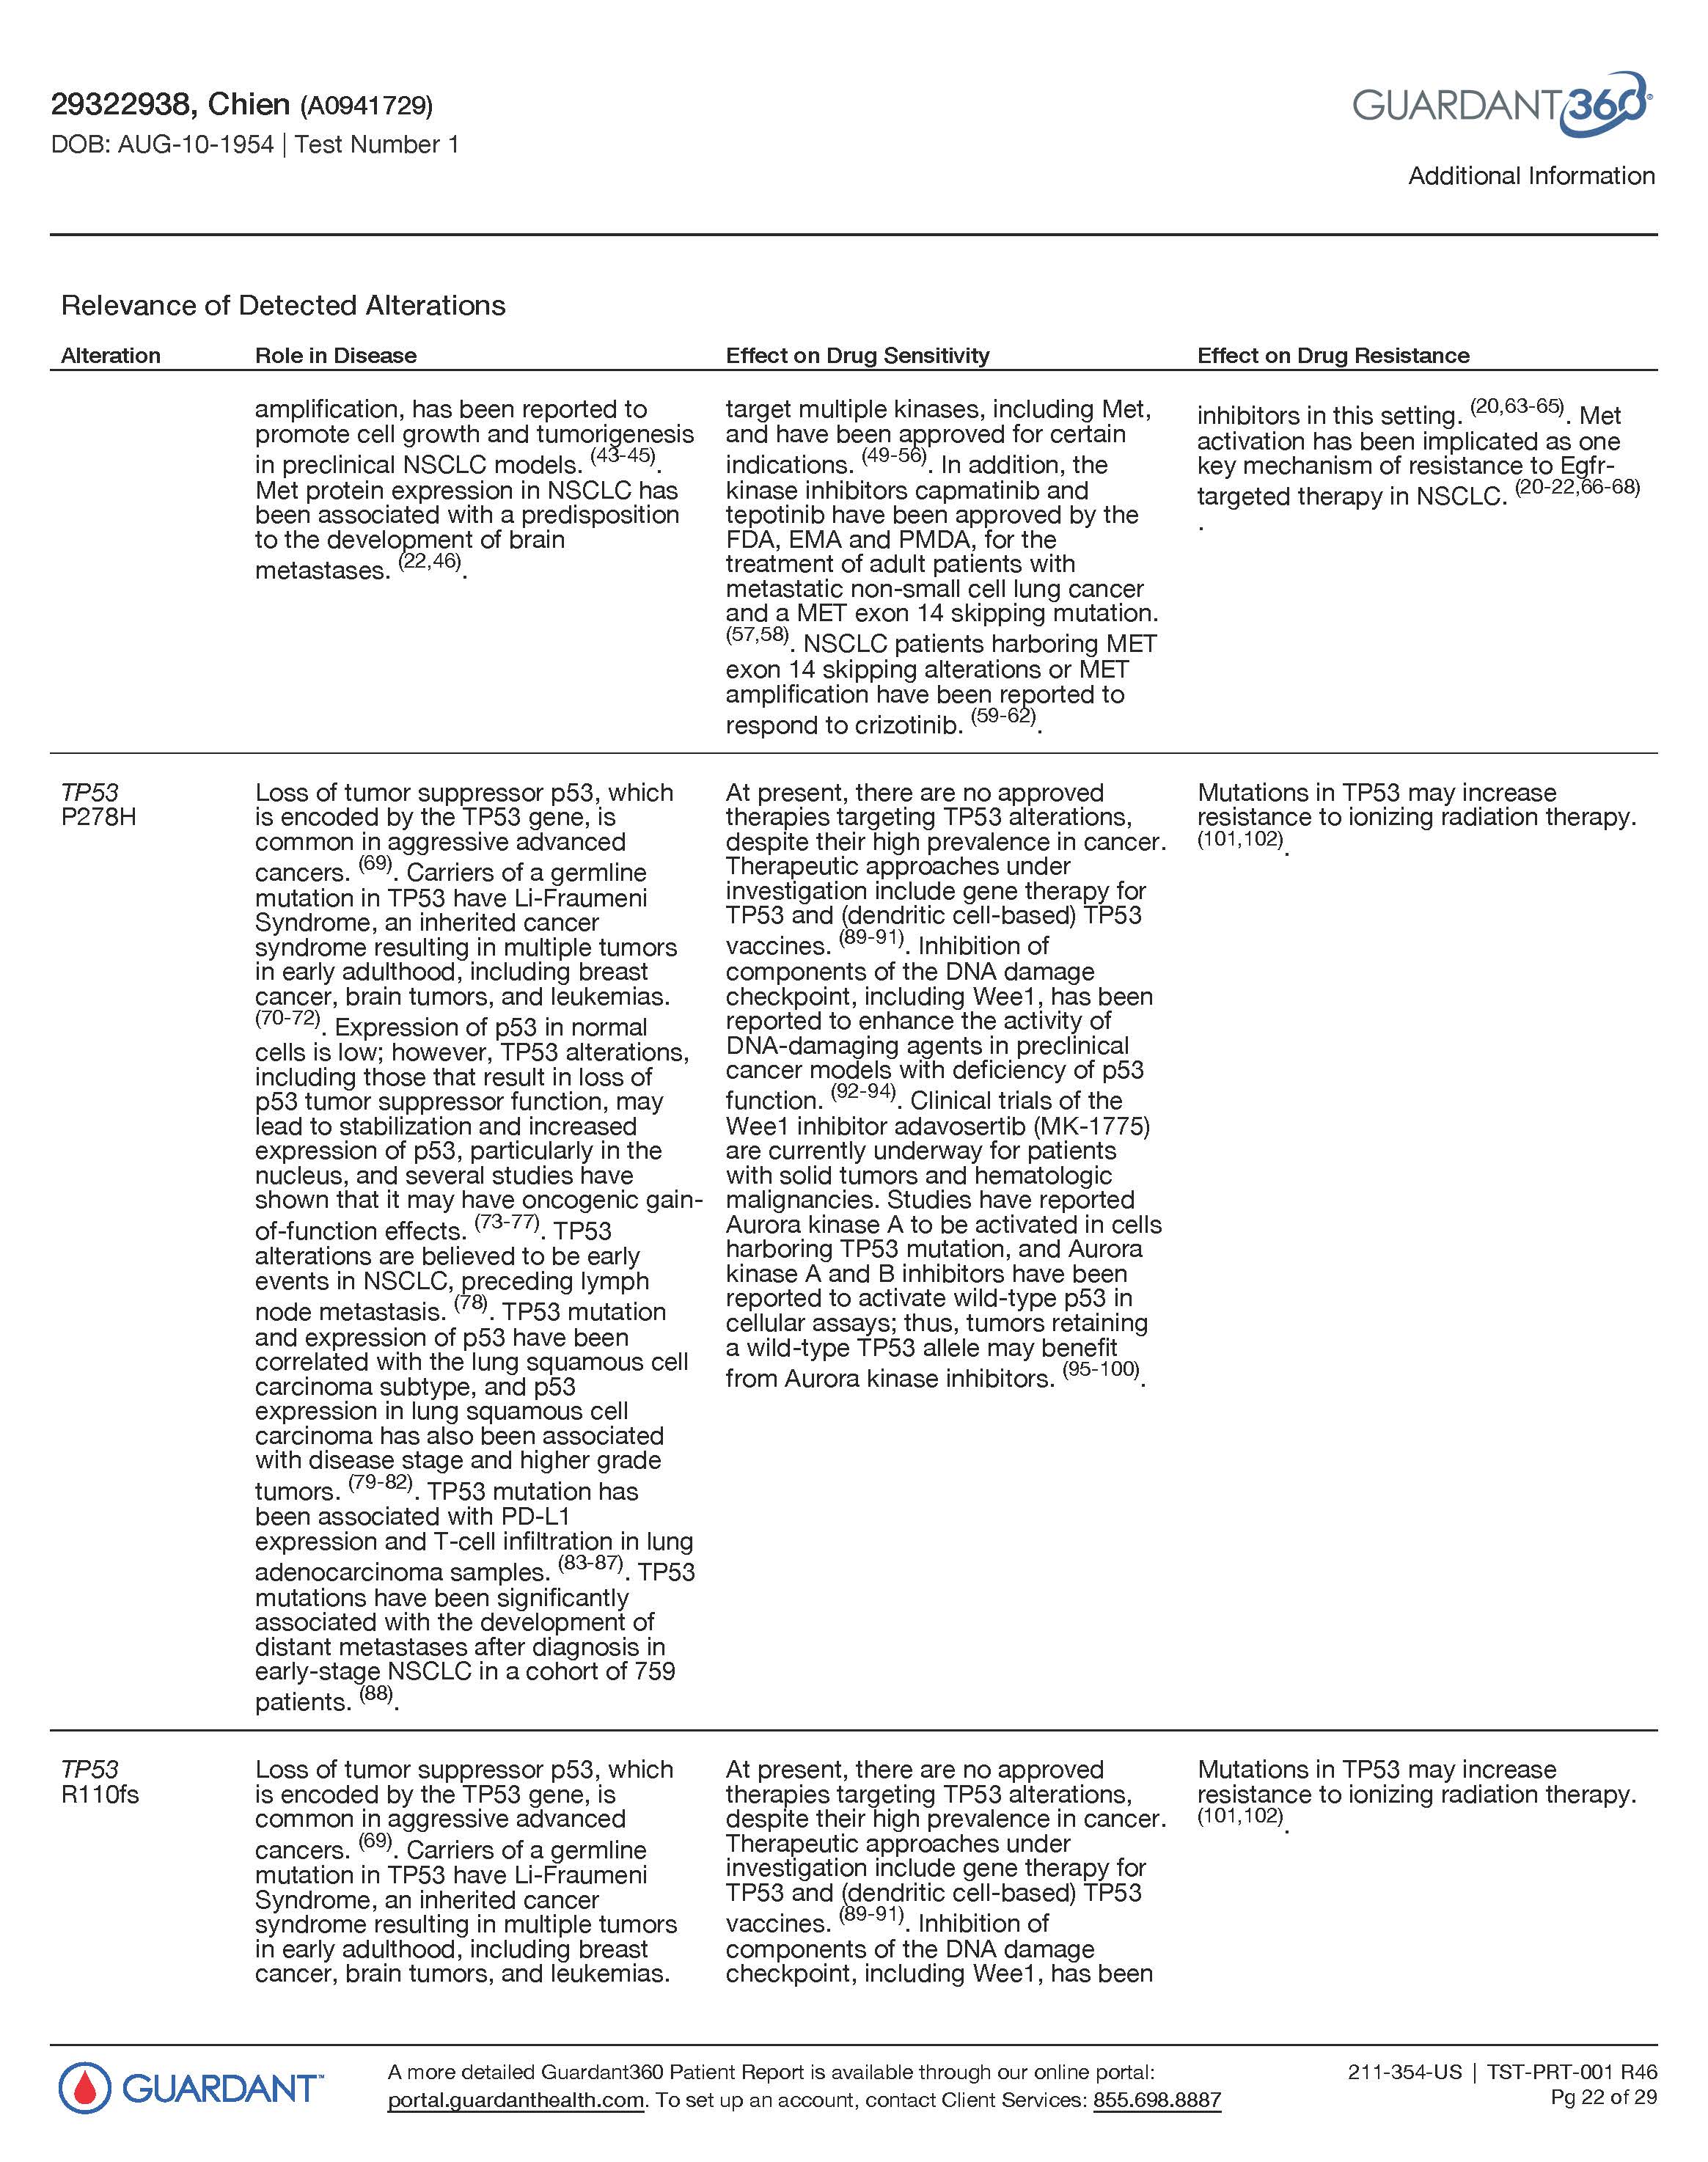 29322938, Chien (A0941729)
DOB: AUG-10-1954 | Test Number 1
GUARDANT360®
Additional Information
Relevance of Detected Alterations
Alteration
Role in Disease
Effect on Drug Sensitivity
Effect on Drug Resistance
amplification, has been reported to
promote cell growth and tumorigenesis
in preclinical NSCLC models. (43-45).
Met protein expression in NSCLC has
been associated with a predisposition
to the development of brain
metastases. (22,46).
target multiple kinases, including Met,
and have been approved for certain
indications. (49-56). In addition, the
kinase inhibitors capmatinib and
tepotinib have been approved by the
FDA, EMA and PMDA, for the
treatment of adult patients with
metastatic non-small cell lung cancer
and a MET exon 14 skipping mutation.
(57,58). NSCLC patients harboring MET
exon 14 skipping alterations or MET
amplification have been reported to
respond to crizotinib. (59-62).
inhibitors in this setting. (20,63-65). Met
activation has been implicated as one
key mechanism of resistance to Egfr-
targeted therapy in NSCLC. (20-22,66-68)
.
TP53
P278H
Loss of tumor suppressor p53, which
is encoded by the TP53 gene, is
common in aggressive advanced
cancers. (69). Carriers of a germline
mutation in TP53 have Li-Fraumeni
Syndrome, an inherited cancer
syndrome resulting in multiple tumors
in early adulthood, including breast
cancer, brain tumors, and leukemias.
(70-72). Expression of p53 in normal
cells is low; however, TP53 alterations,
including those that result in loss of
p53 tumor suppressor function, may
lead to stabilization and increased
expression of p53, particularly in the
nucleus, and several studies have
shown that it may have oncogenic gain-
of-function effects. (73-77). TP53
alterations are believed to be early
events in NSCLC, preceding lymph
node metastasis. (78). TP53 mutation
and expression of p53 have been
correlated with the lung squamous cell
carcinoma subtype, and p53
expression in lung squamous cell
carcinoma has also been associated
with disease stage and higher grade
tumors. (79-82). TP53 mutation has
been associated with PD-L1
expression and T-cell infiltration in lung
adenocarcinoma samples. (83-87). TP53
mutations have been significantly
associated with the development of
distant metastases after diagnosis in
early-stage NSCLC in a cohort of 759
patients. (88).
At present, there are no approved
therapies targeting TP53 alterations,
despite their high prevalence in cancer.
Therapeutic approaches under
investigation include gene therapy for
TP53 and (dendritic cell-based) TP53
vaccines. (89-91). Inhibition of
components of the DNA damage
checkpoint, including Wee1, has been
reported to enhance the activity of
DNA-damaging agents in preclinical
cancer models with deficiency of p53
function. (92-94). Clinical trials of the
Wee1 inhibitor adavosertib (MK-1775)
are currently underway for patients
with solid tumors and hematologic
malignancies. Studies have reported
Aurora kinase A to be activated in cells
harboring TP53 mutation, and Aurora
kinase A and B inhibitors have been
reported to activate wild-type p53 in
cellular assays; thus, tumors retaining
a wild-type TP53 allele may benefit
from Aurora kinase inhibitors. (95-100).
Mutations in TP53 may increase
resistance to ionizing radiation therapy.
(101,102).
TP53
R110fs
Loss of tumor suppressor p53, which
is encoded by the TP53 gene, is
common in aggressive advanced
cancers. (69). Carriers of a germline
mutation in TP53 have Li-Fraumeni
Syndrome, an inherited cancer
syndrome resulting in multiple tumors
in early adulthood, including breast
cancer, brain tumors, and leukemias.
At present, there are no approved
therapies targeting TP53 alterations,
despite their high prevalence in cancer.
Therapeutic approaches under
investigation include gene therapy for
TP53 and (dendritic cell-based) TP53
vaccines. (89-91). Inhibition of
components of the DNA damage
checkpoint, including Wee1, has been
Mutations in TP53 may increase
resistance to ionizing radiation therapy.
(101,102).
GUARDANT™
A more detailed Guardant360 Patient Report is available through our online portal:
portal.guardanthealth.com. To set up an account, contact Client Services: 855.698.8887
211-354-US | TST-PRT-001 R46
Pg 22 of 29